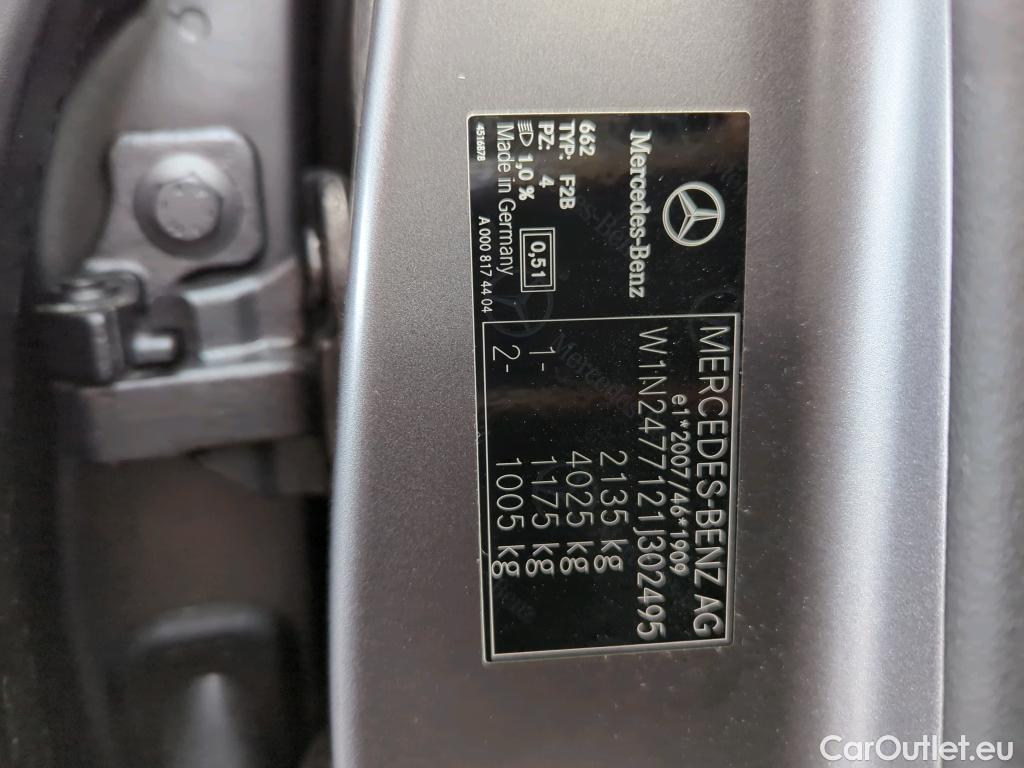 Mercedes-Benz
662
TYP: F2B
PZ: 4
1,0 % 0,51
Made in Germany
4516878 A 000 817 44 04
MERCEDES-BENZ AG
e1*2007/46*1909
W1N2477121J302495
2135 kg
4025 kg
1- 1175 kg
2- 1005 kg
CarOutlet.eu